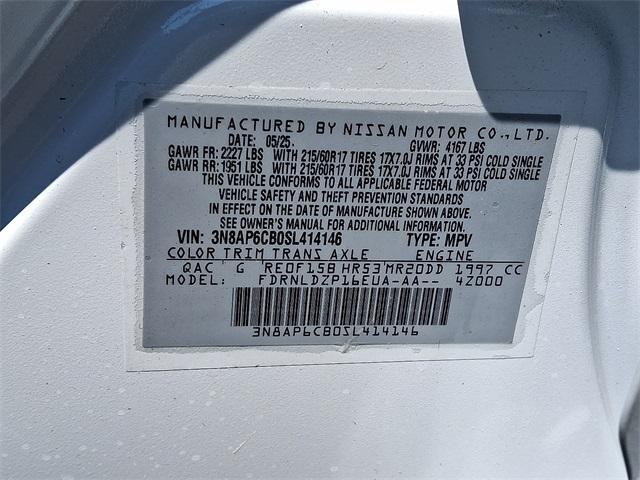 MANUFACTURED BY NISSAN MOTOR CO., LTD.
DATE: 05/25 GVWR: 4167 LBS
GAWR FR: 2227 LBS WITH 215/60R17 TIRES 17X7.0J RIMS AT 33 PSI COLD SINGLE
GAWR RR: 1951 LBS WITH 215/60R17 TIRES 17X7.0J RIMS AT 33 PSI COLD SINGLE
THIS VEHICLE CONFORMS TO ALL APPLICABLE FEDERAL MOTOR
VEHICLE SAFETY AND THEFT PREVENTION STANDARDS
IN EFFECT ON THE DATE OF MANUFACTURE SHOWN ABOVE.
SEE OWNER'S MANUAL FOR ADDITIONAL INFORMATION.
VIN: 3N8AP6CB0SL414146 TYPE: MPV
COLOR TRIM TRANS AXLE ENGINE
QAC G RE0F15B HR53 MR20DD 1997 CC
MODEL: FDRNLDZP16EUA-AA-- 4Z000
3N8AP6CB0SL414146